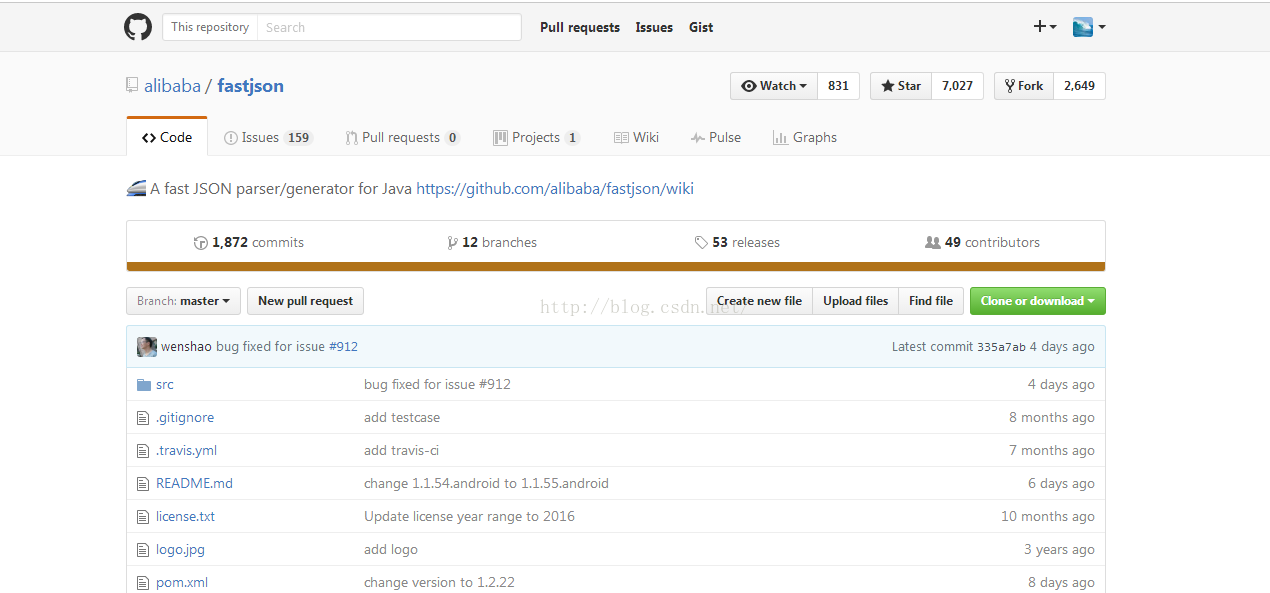 This repository Search Pull requests Issues Gist
alibaba / fastjson Watch 831 Star 7,027 Fork 2,649
Code Issues 159 Pull requests 0 Projects 1 Wiki Pulse Graphs
A fast JSON parser/generator for Java https://github.com/alibaba/fastjson/wiki
1,872 commits 12 branches 53 releases 49 contributors
Branch: master New pull request Create new file Upload files Find file Clone or download
http://blog.csdn.net/
wenshao bug fixed for issue #912 Latest commit 335a7ab 4 days ago
src bug fixed for issue #912 4 days ago
.gitignore add testcase 8 months ago
.travis.yml add travis-ci 7 months ago
README.md change 1.1.54.android to 1.1.55.android 6 days ago
license.txt Update license year range to 2016 10 months ago
logo.jpg add logo 3 years ago
pom.xml change version to 1.2.22 8 days ago